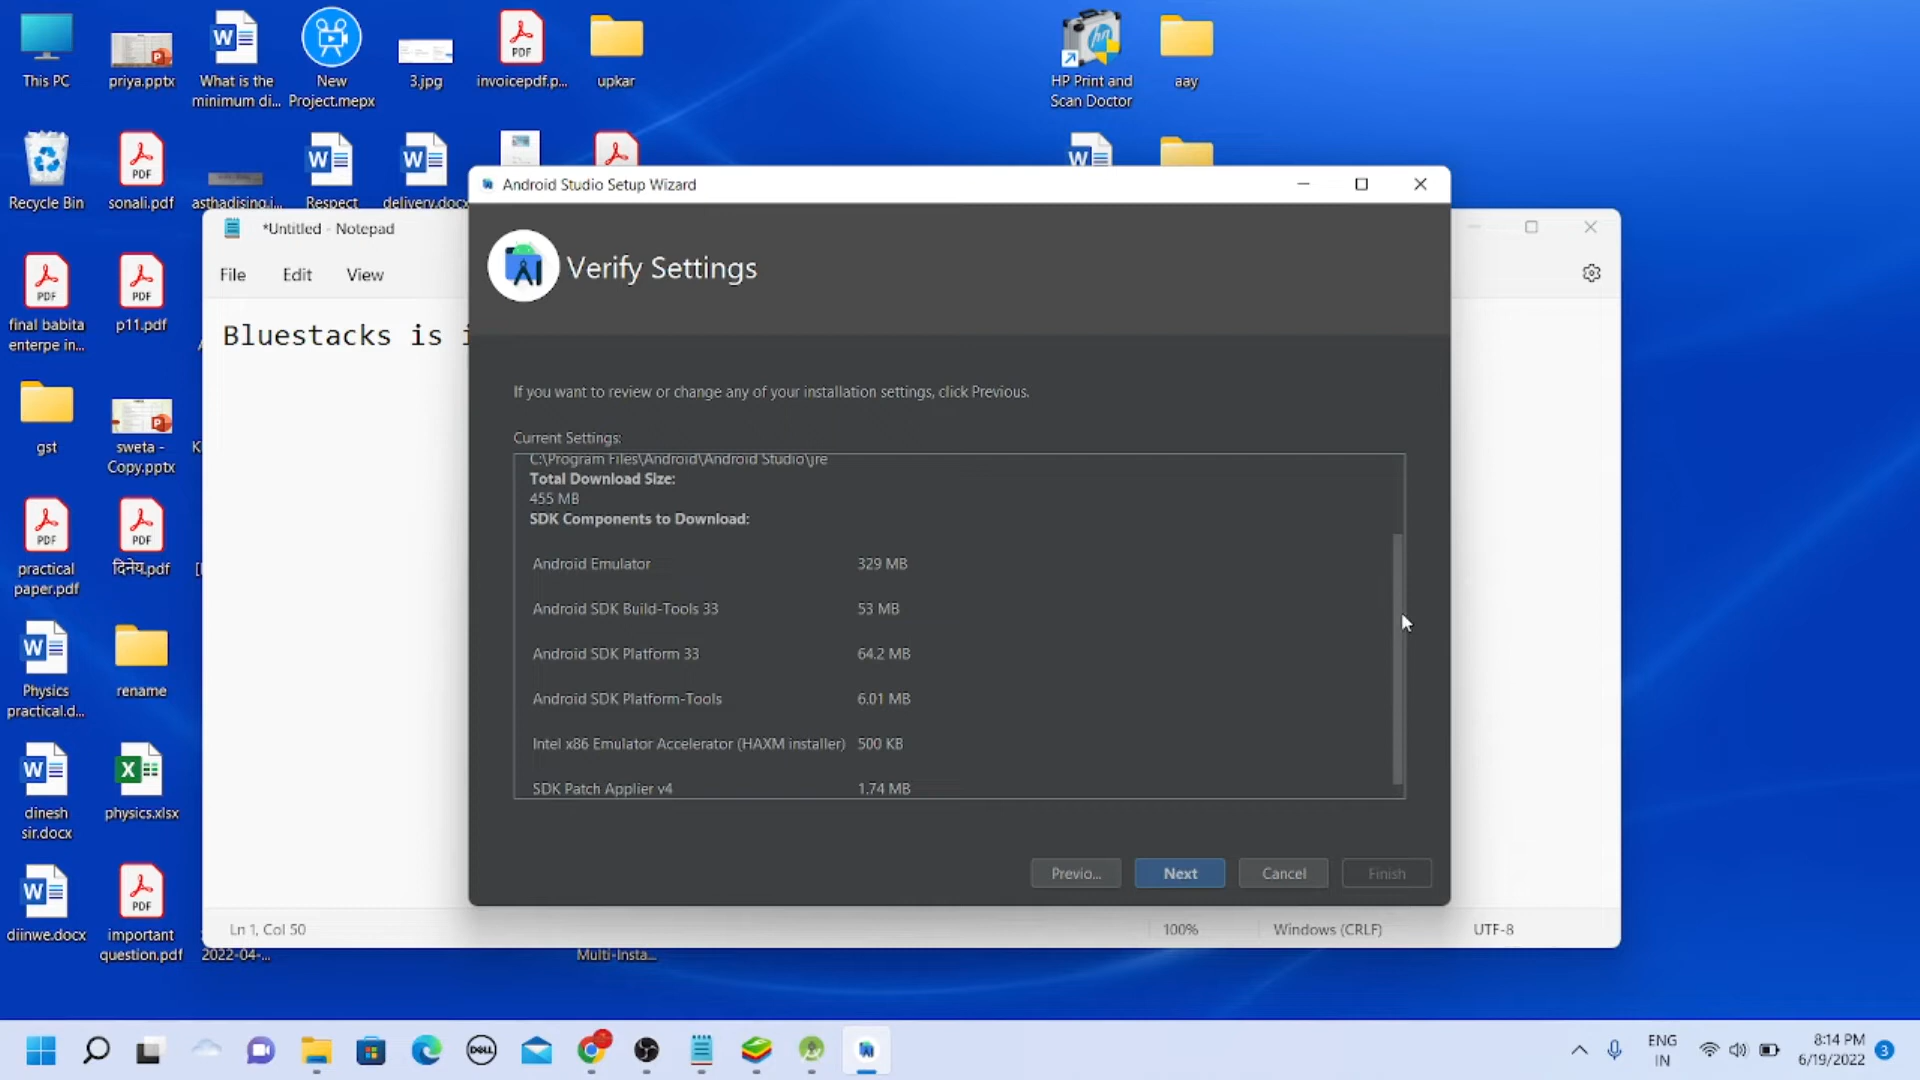 This PC
priya.pptx
What is the
minimum di...
New
Project.mepx
3.jpg
invoicepdf.p...
upkar
HP Print and
Scan Doctor
aay
Recycle Bin
sonali.pdf
asthadising.i...
Respect
delivery.docx
final babita
enterpe in...
p11.pdf
gst
sweta -
Copy.pptx
practical
paper.pdf
दिनेय.pdf
Physics
practical.d...
rename
dinesh
sir.docx
physics.xlsx
diinwe.docx
important
question.pdf
2022-04-...
Multi-Insta...
*Untitled - Notepad
File Edit View
Bluestacks is
Ln 1, Col 50
100%
Windows (CRLF)
UTF-8
Android Studio Setup Wizard
Verify Settings
If you want to review or change any of your installation settings, click Previous.
Current Settings:
C:\Program Files\Android\Android Studio\jre
Total Download Size:
455 MB
SDK Components to Download:
Android Emulator 329 MB
Android SDK Build-Tools 33 53 MB
Android SDK Platform 33 64.2 MB
Android SDK Platform-Tools 6.01 MB
Intel x86 Emulator Accelerator (HAXM installer) 500 KB
SDK Patch Applier v4 1.74 MB
Previo...
Next
Cancel
Finish
DELL
ENG
IN
8:14 PM
6/19/2022
3